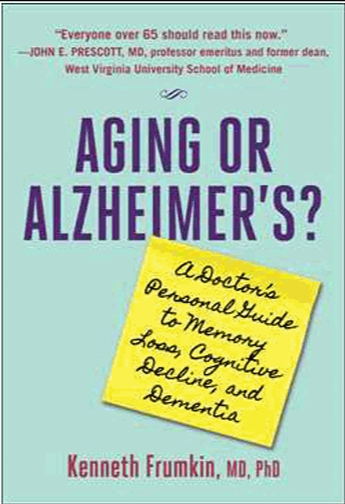 "Everyone over 65 should read this now."
—JOHN E. PRESCOTT, MD, professor emeritus and former dean,
West Virginia University School of Medicine
AGING OR
ALZHEIMER'S?
A Doctor's
Personal Guide
to Memory
Loss, Cognitive
Decline, and
Dementia
Kenneth Frumkin, MD, PhD